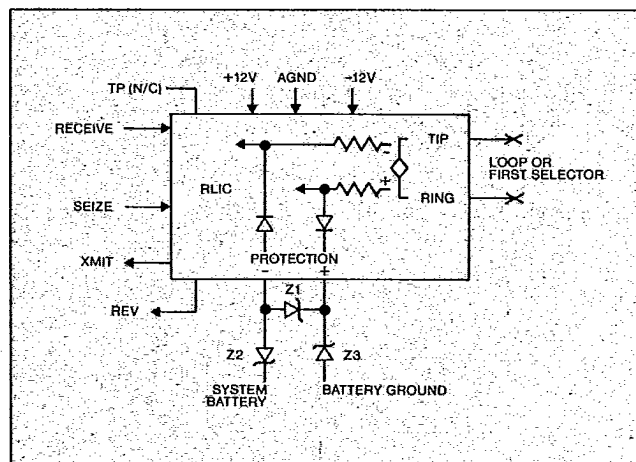 +12V AGND -12V
TP (N/C)
RECEIVE
TIP
-
LOOP OR
FIRST SELECTOR
+
RLIC
RING
SEIZE
PROTECTION
XMIT
- +
Z1
REV
Z2 Z3
SYSTEM
BATTERY
BATTERY GROUND